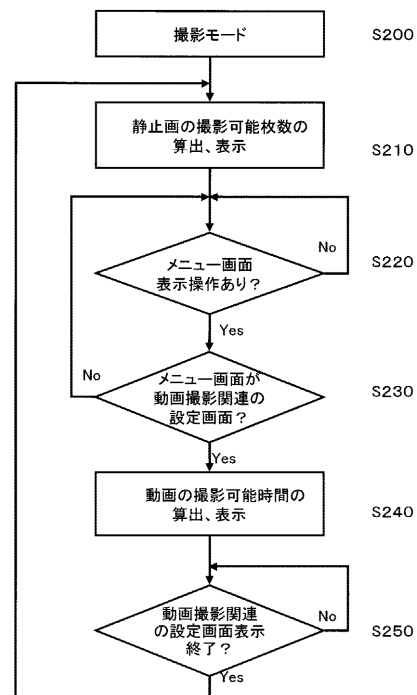 撮影モード
S200
静止画の撮影可能枚数の
算出、表示
S210
No
メニュー画面
表示操作あり？
S220
Yes
No
メニュー画面が
動画撮影関連の
設定画面？
S230
Yes
動画の撮影可能時間の
算出、表示
S240
動画撮影関連
の設定画面表示
終了？
No
S250
Yes